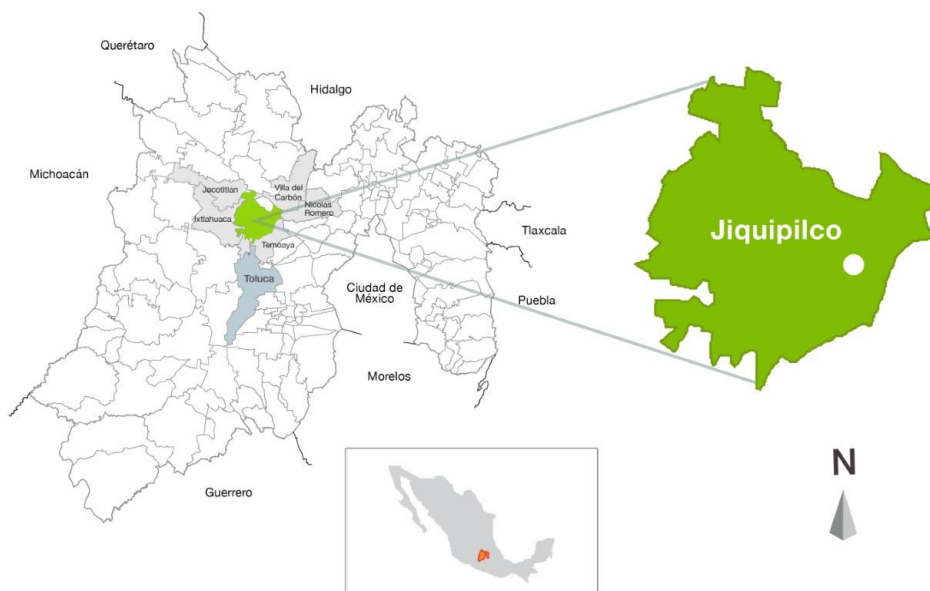 Querétaro
Hidalgo
Michoacán
Jocotitlán
Villa del
Carbón
Nicolás
Romero
Ixtlahuaca
Temoaya
Toluca
Tlaxcala
Ciudad de
México
Puebla
Morelos
Guerrero
Jiquipilco
N